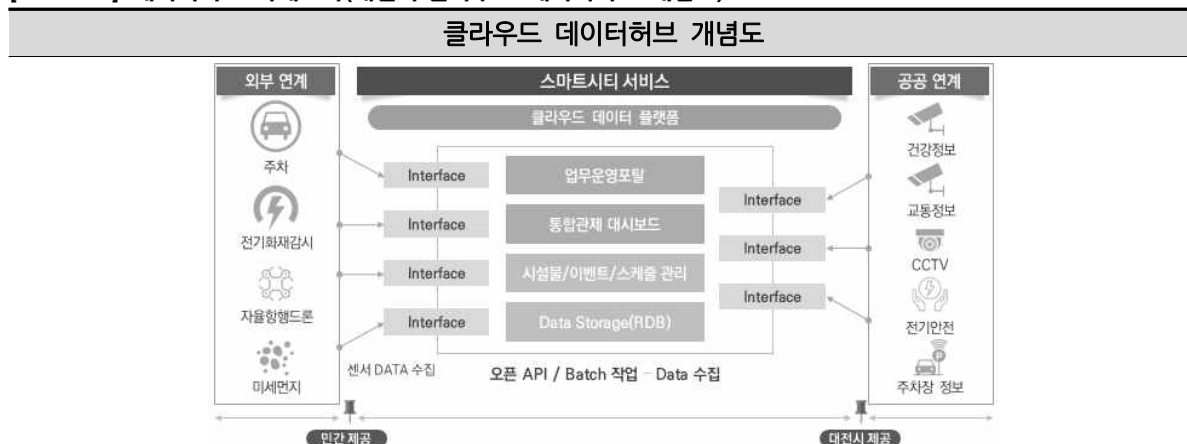 클라우드 데이터허브 개념도
외부 연계
스마트시티 서비스
공공 연계
클라우드 데이터 플랫폼
주차
전기화재감시
자율항행드론
미세먼지
Interface
Interface
Interface
Interface
업무운영포탈
통합관제 대시보드
시설물/이벤트/스케줄 관리
Data Storage(RDB)
Interface
Interface
Interface
건강정보
교통정보
CCTV
전기안전
주차장 정보
센서 DATA 수집
오픈 API / Batch 작업 – Data 수집
민간 제공
대전시 제공